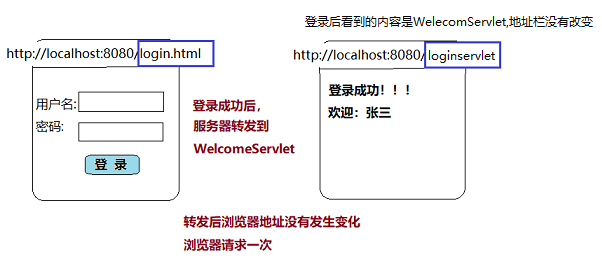 登录后看到的内容是WelecomServlet,地址栏没有改变
http://localhost:8080/login.html
http://localhost:8080/loginservlet
用户名:
密码:
登 录
登录成功后,
服务器转发到
WelcomeServlet
登录成功！！！
欢迎：张三
转发后浏览器地址没有发生变化
浏览器请求一次